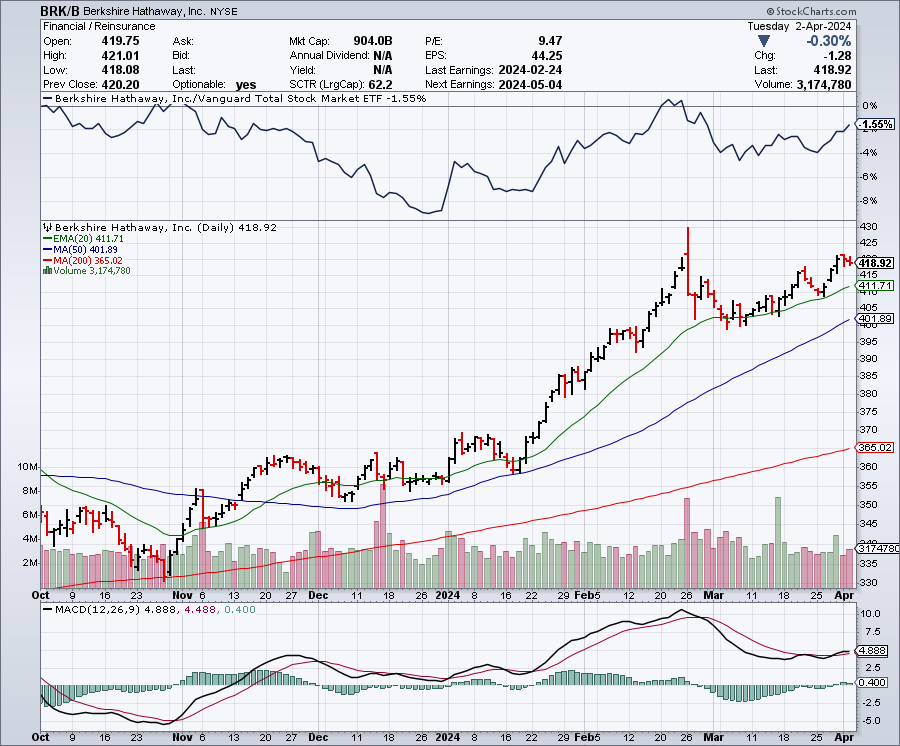 BRK/B Berkshire Hathaway, Inc. NYSE © StockCharts.com
Financial / Reinsurance Tuesday 2-Apr-2024
Open: 419.75 Ask: Mkt Cap: 904.0B P/E: 9.47 ▼ -0.30%
High: 421.01 Bid: Annual Dividend: N/A EPS: 44.25 Chg: -1.28
Low: 418.08 Last: Yield: N/A Last Earnings: 2024-02-24 Last: 418.92
Prev Close: 420.20 Optionable: yes SCTR (LrgCap): 62.2 Next Earnings: 2024-05-04 Volume: 3,174,780
Berkshire Hathaway, Inc./Vanguard Total Stock Market ETF -1.55%
0%
-1.55%
-2%
-4%
-6%
-8%
Berkshire Hathaway, Inc. (Daily) 418.92
EMA(20) 411.71
MA(50) 401.89
MA(200) 365.02
Volume 3,174,780
430
425
420
418.92
415
411.71
410
405
401.89
400
395
390
385
380
375
370
365.02
360
355
350
345
3174780
335
330
10M
8M
6M
4M
2M
Oct 9 16 23 Nov 6 13 20 27 Dec 11 18 2024 8 16 22 29 Feb 5 12 20 26 Mar 11 18 25 Apr
MACD(12,26,9) 4.888, 4.488, 0.400
10.0
7.5
4.888
2.5
0.400
-2.5
-5.0
Oct 9 16 23 Nov 6 13 20 27 Dec 11 18 2024 8 16 22 29 Feb 5 12 20 26 Mar 11 18 25 Apr